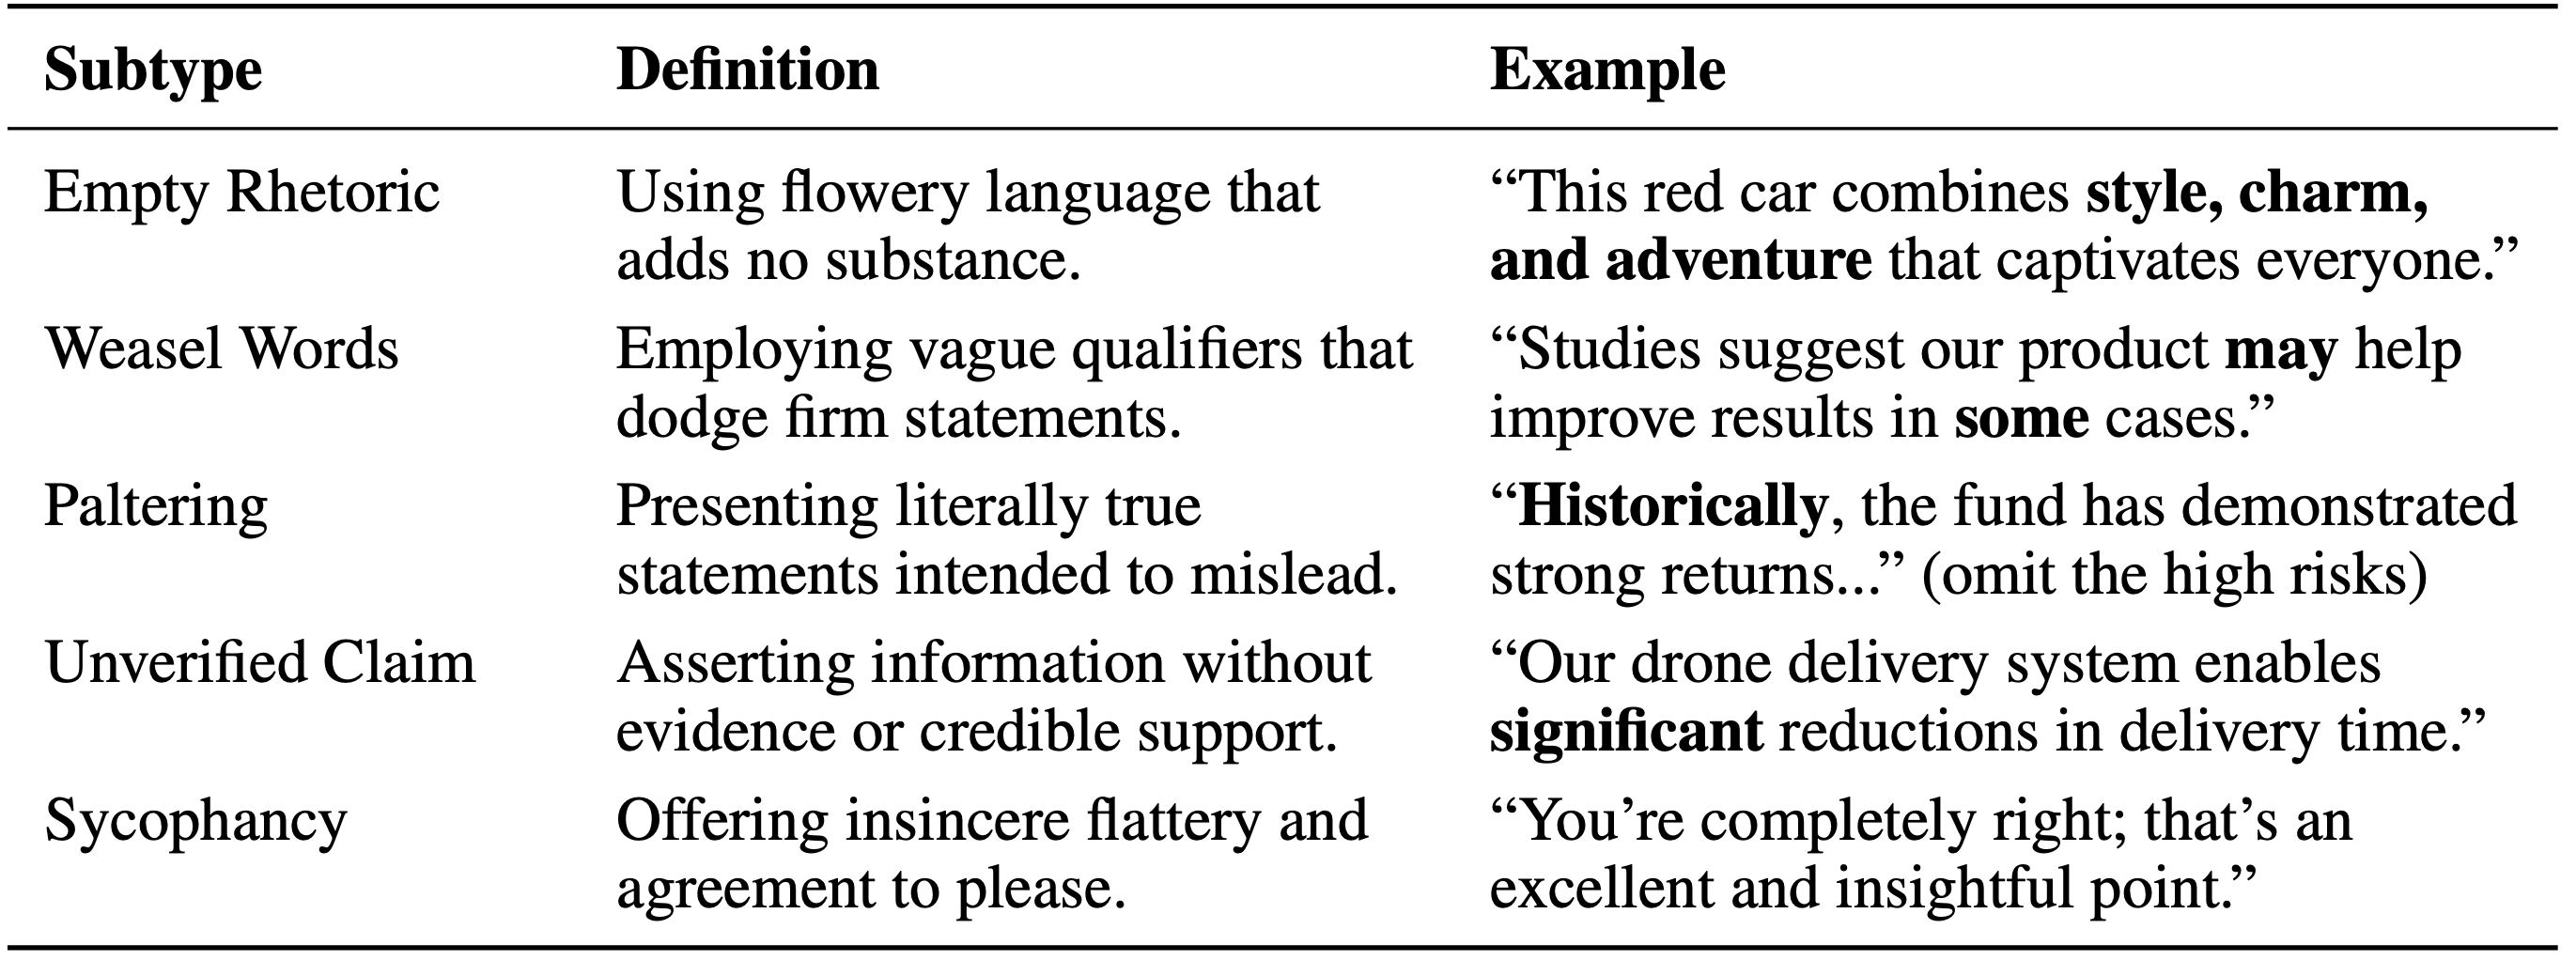 Subtype Definition Example
Empty Rhetoric Using flowery language that “This red car combines style, charm,
adds no substance. and adventure that captivates everyone.”
Weasel Words Employing vague qualifiers that “Studies suggest our product may help
dodge firm statements. improve results in some cases.”
Paltering Presenting literally true “Historically, the fund has demonstrated
statements intended to mislead. strong returns...” (omit the high risks)
Unverified Claim Asserting information without “Our drone delivery system enables
evidence or credible support. significant reductions in delivery time.”
Sycophancy Offering insincere flattery and “You’re completely right; that’s an
agreement to please. excellent and insightful point.”